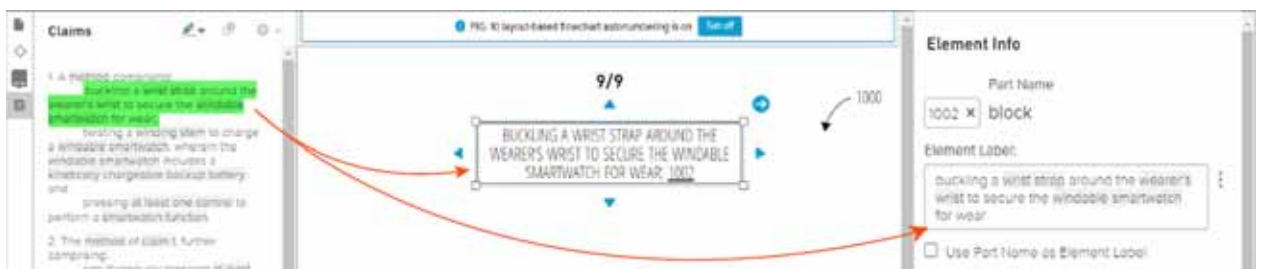 Claims
1. A method comprising:
buckling a wrist strap around the
wearer's wrist to secure the windable
smartwatch for wear;
twisting a winding stem to charge
a windable smartwatch, wherein the
windable smartwatch includes a
kinetically chargeable backup battery;
and
pressing at least one control to
perform a smartwatch function.
2. The method of claim 1, further
comprising:
FIG. 10 layout-based flowchart autonumbering is on
Turn off
9/9
1000
BUCKLING A WRIST STRAP AROUND THE
WEARER'S WRIST TO SECURE THE WINDABLE
SMARTWATCH FOR WEAR; 1002
Element Info
Part Name
1002 × block
Element Label:
buckling a wrist strap around the wearer's
wrist to secure the windable smartwatch
for wear
Use Part Name as Element Label